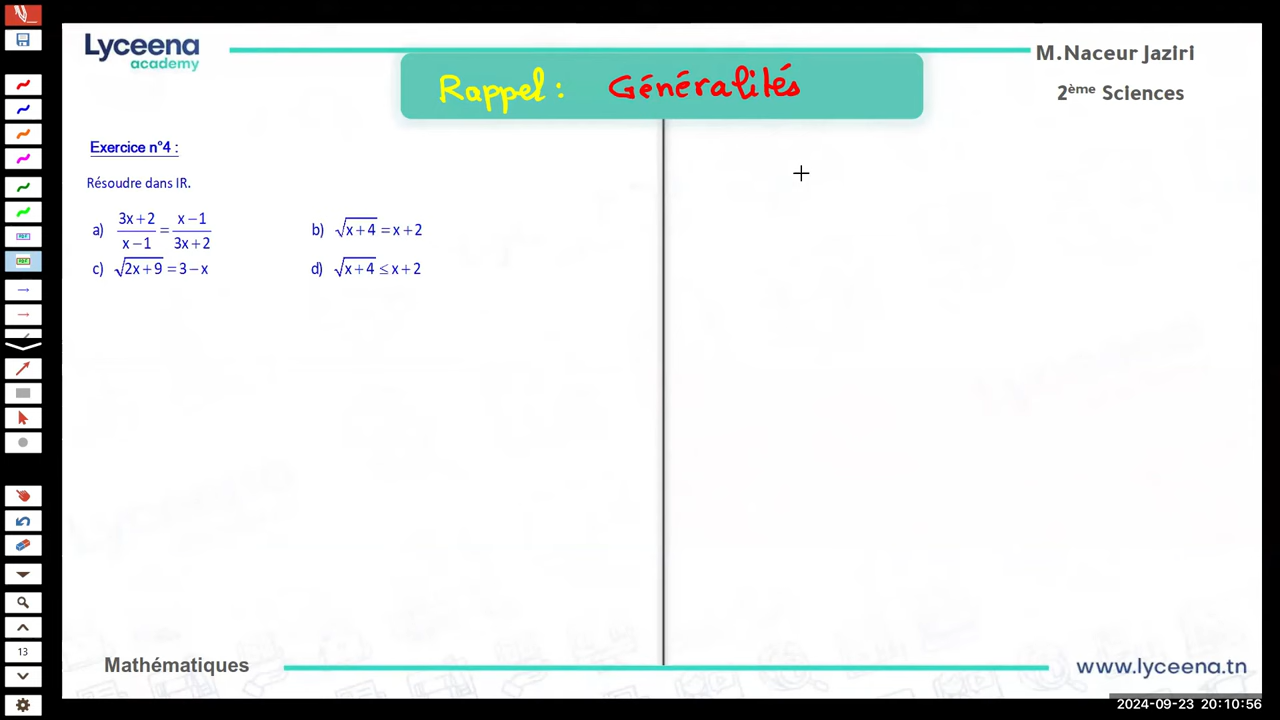 Lyceena
academy
M.Naceur Jaziri
2ème Sciences
Rappel : Généralités
Exercice n°4 :
Résoudre dans IR.
a) (3x+2)/(x−1) = (x−1)/(3x+2)
b) √(x+4) = x+2
c) √(2x+9) = 3−x
d) √(x+4) ≤ x+2
13
Mathématiques
www.lyceena.tn
2024-09-23 20:10:56